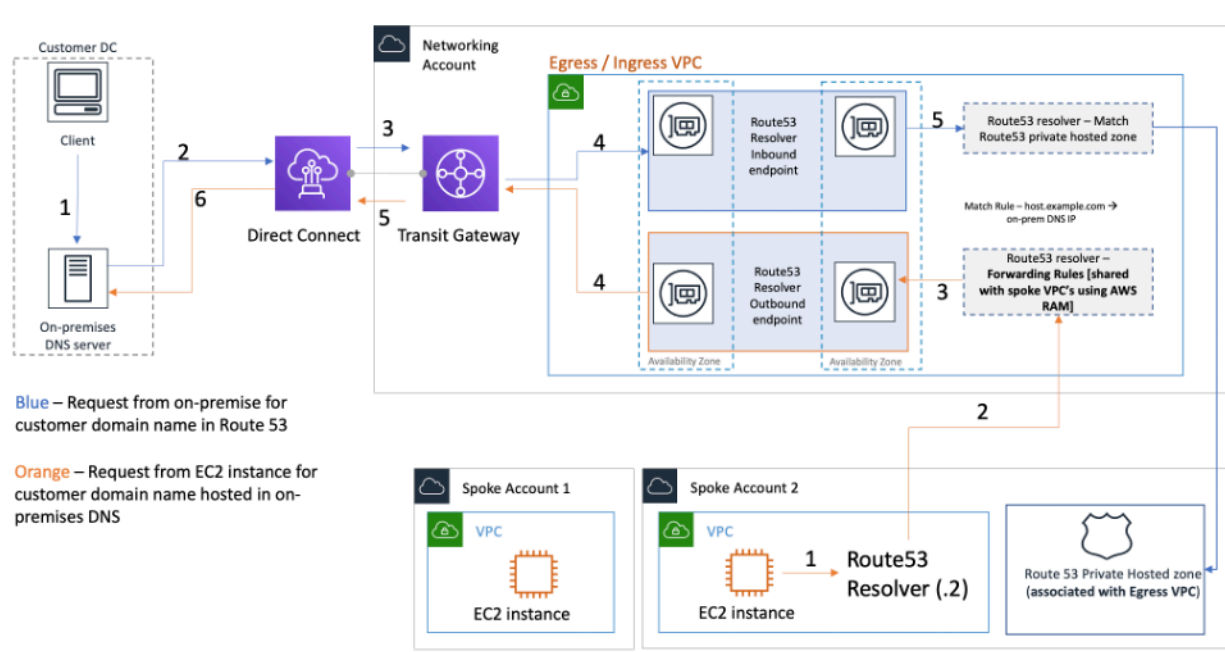 Customer DC
Client
1
On-premises
DNS server
2
6
Direct Connect
3
5
Transit Gateway
Networking
Account
Egress / Ingress VPC
4
Route53
Resolver
Inbound
endpoint
5
Route53 resolver – Match
Route53 private hosted zone
Match Rule – host.example.com →
on-prem DNS IP
4
Route53
Resolver
Outbound
endpoint
3
Route53 resolver –
Forwarding Rules [shared
with spoke VPC's using AWS
RAM]
Availability Zone
Availability Zone
2
Blue – Request from on-premise for
customer domain name in Route 53
Orange – Request from EC2 instance for
customer domain name hosted in on-
premises DNS
Spoke Account 1
VPC
EC2 instance
Spoke Account 2
VPC
EC2 instance
1
Route53
Resolver (.2)
Route 53 Private Hosted zone
(associated with Egress VPC)